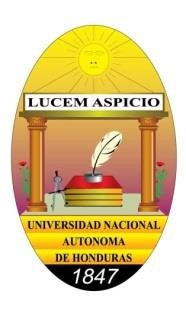 LUCEM ASPICIO
UNIVERSIDAD NACIONAL
AUTONOMA
DE HONDURAS
1847